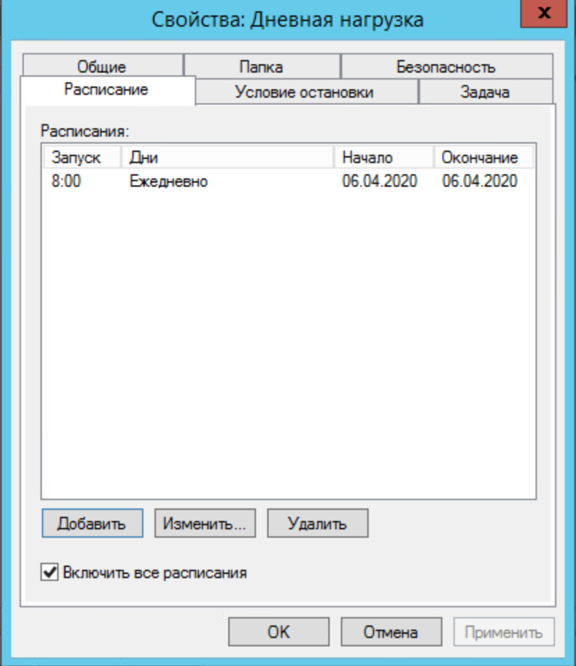 Свойства: Дневная нагрузка
x
Общие Папка Безопасность
Расписание Условие остановки Задача
Расписания:
Запуск Дни Начало Окончание
8:00 Ежедневно 06.04.2020 06.04.2020
Добавить Изменить... Удалить
Включить все расписания
ОК Отмена Применить